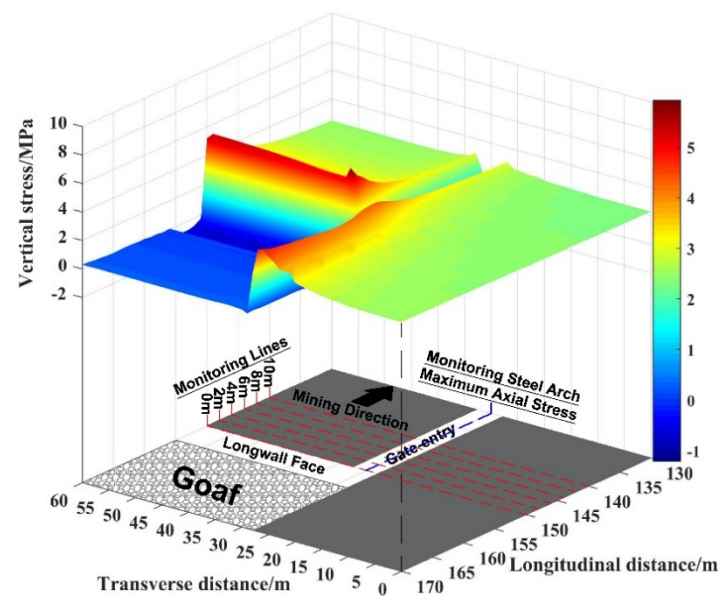 Vertical stress/MPa
10
8
6
4
2
0
-2
5
4
3
2
1
0
-1
Monitoring Lines
0m
2m
4m
6m
8m
10m
Mining Direction
Monitoring Steel Arch
Maximum Axial Stress
Longwall Face
Gate-entry
Goaf
60
55
50
45
40
35
30
25
20
15
10
5
0
Transverse distance/m
130
135
140
145
150
155
160
165
170
Longitudinal distance/m